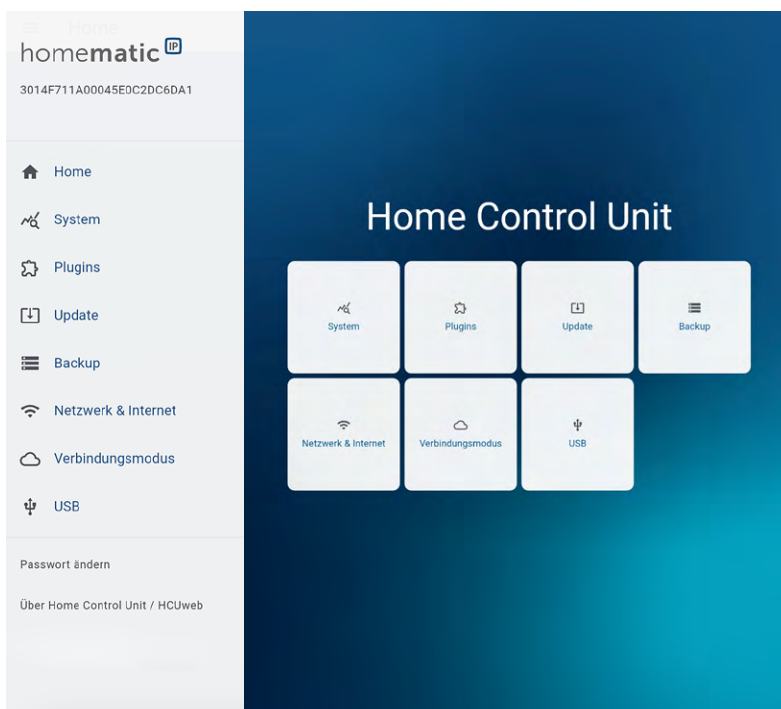 Home
homematic IP
3014F711A00045E0C2DC6DA1
Home
System
Plugins
Update
Backup
Netzwerk & Internet
Verbindungsmodus
USB
Passwort ändern
Über Home Control Unit / HCUweb
Home Control Unit
System
Plugins
Update
Backup
Netzwerk & Internet
Verbindungsmodus
USB